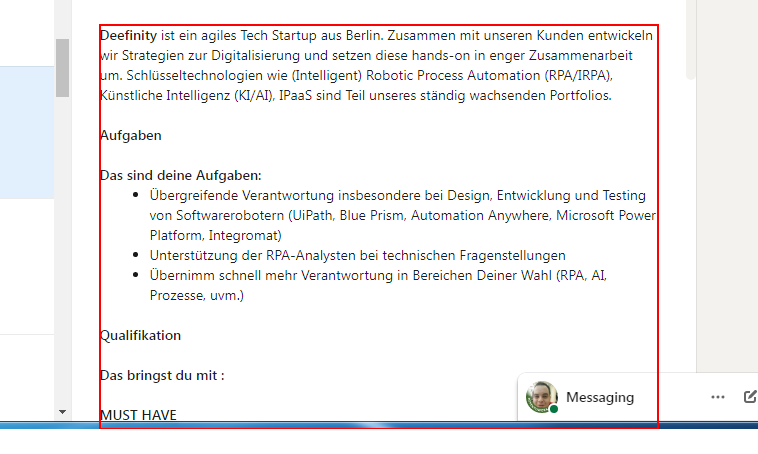 Deefinity ist ein agiles Tech Startup aus Berlin. Zusammen mit unseren Kunden entwickeln
wir Strategien zur Digitalisierung und setzen diese hands-on in enger Zusammenarbeit
um. Schlüsseltechnologien wie (Intelligent) Robotic Process Automation (RPA/IRPA),
Künstliche Intelligenz (KI/AI), IPaaS sind Teil unseres ständig wachsenden Portfolios.
Aufgaben
Das sind deine Aufgaben:
• Übergreifende Verantwortung insbesondere bei Design, Entwicklung und Testing
von Softwarerobotern (UiPath, Blue Prism, Automation Anywhere, Microsoft Power
Platform, Integromat)
• Unterstützung der RPA-Analysten bei technischen Fragenstellungen
• Übernimm schnell mehr Verantwortung in Bereichen Deiner Wahl (RPA, AI,
Prozesse, uvm.)
Qualifikation
Das bringst du mit :
Messaging
MUST HAVE